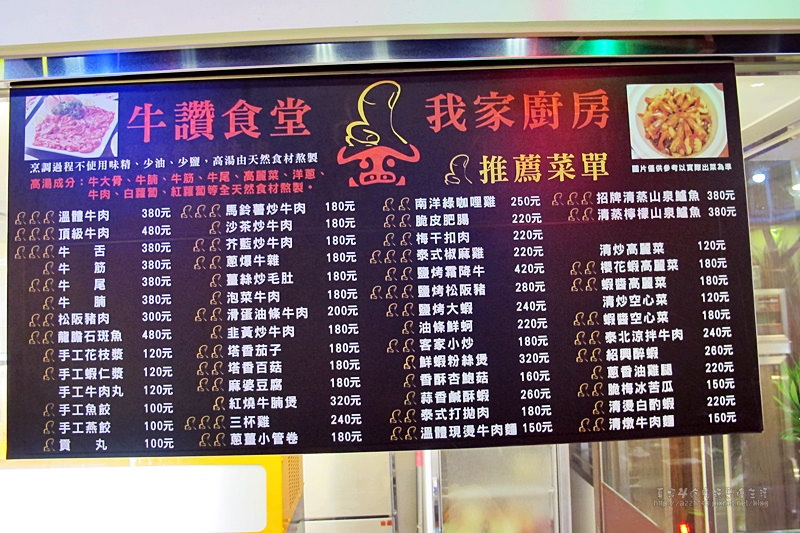 牛讚食堂 我家廚房
推薦菜單
烹調過程不使用味精、少油、少鹽，高湯由天然食材熬製
高湯成分：牛大骨、牛腩、牛筋、牛尾、高麗菜、洋蔥、
牛肉、白蘿蔔、紅蘿蔔等全天然食材熬製。
圖片僅供參考以實際出菜為準
溫體牛肉 380元
頂級牛肉 480元
牛舌 380元
牛筋 380元
牛尾 380元
牛腩 380元
松阪豬肉 300元
龍膽石斑魚 480元
手工花枝漿 120元
手工蝦仁漿 120元
手工牛肉丸 120元
手工魚餃 100元
手工燕餃 100元
貢丸 100元
馬鈴薯炒牛肉 180元
沙茶炒牛肉 180元
芥藍炒牛肉 180元
蔥爆牛雜 180元
薑絲炒毛肚 180元
泡菜牛肉 180元
滑蛋油條牛肉 200元
韭黃炒牛肉 180元
塔香茄子 180元
塔香百菇 180元
麻婆豆腐 180元
紅燒牛腩煲 320元
三杯雞 240元
蔥薑小管卷 180元
南洋綠咖哩雞 250元
脆皮肥腸 220元
梅干扣肉 220元
泰式椒麻雞 220元
鹽烤霜降牛 420元
鹽烤松阪豬 280元
鹽烤大蝦 240元
油條鮮蚵 220元
客家小炒 180元
鮮蝦粉絲煲 320元
香酥杏鮑菇 160元
蒜香鹹酥蝦 260元
泰式打拋肉 180元
溫體現燙牛肉麵 150元
招牌清蒸山泉鱸魚 380元
清蒸檸檬山泉鱸魚 380元
清炒高麗菜 120元
櫻花蝦高麗菜 180元
蝦醬高麗菜 180元
清炒空心菜 120元
蝦醬空心菜 180元
泰北涼拌牛肉 240元
紹興醉蝦 260元
蔥香油雞腿 220元
脆梅冰苦瓜 150元
清燙白酌蝦 220元
清燉牛肉麵 150元